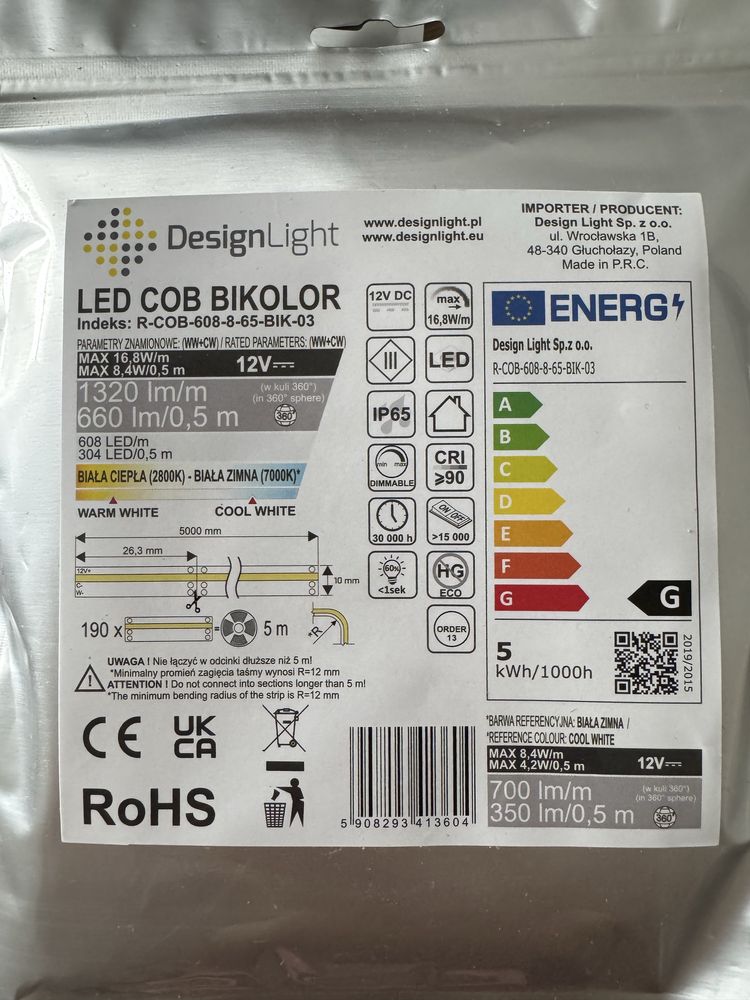 DesignLight
www.designlight.pl
www.designlight.eu
IMPORTER / PRODUCENT:
Design Light Sp. z o.o.
ul. Wrocławska 1B,
48-340 Głuchołazy, Poland
Made in P.R.C.
LED COB BIKOLOR
Indeks: R-COB-608-8-65-BIK-03
PARAMETRY ZNAMIONOWE: (WW+CW) / RATED PARAMETERS: (WW+CW)
MAX 16,8W/m
MAX 8,4W/0,5 m
12V
1320 lm/m
660 lm/0,5 m
(w kuli 360°)
(in 360° sphere)
360°
608 LED/m
304 LED/0,5 m
BIAŁA CIEPŁA (2800K) - BIAŁA ZIMNA (7000K)*
WARM WHITE
COOL WHITE
5000 mm
26,3 mm
12V+
C-
W-
10 mm
190 x
=
5 m
*R
UWAGA ! Nie łączyć w odcinki dłuższe niż 5 m!
*Minimalny promień zagięcia taśmy wynosi R=12 mm
ATTENTION ! Do not connect into sections longer than 5 m!
*The minimum bending radius of the strip is R=12 mm
CE
UK
CA
RoHS
5 908293 413604
12V DC
max
16,8W/m
III
LED
IP65
min max
DIMMABLE
CRI
≥90
30 000 h
ON / OFF
>15 000
60%
<1sek
HG
ECO
ORDER
13
ENERG
Design Light Sp.z o.o.
R-COB-608-8-65-BIK-03
A
B
C
D
E
F
G
G
5
kWh/1000h
2019/2015
*BARWA REFERENCYJNA: BIAŁA ZIMNA /
*REFERENCE COLOUR: COOL WHITE
MAX 8,4W/m
MAX 4,2W/0,5 m
12V
700 lm/m
350 lm/0,5 m
(w kuli 360°)
(in 360° sphere)
360°